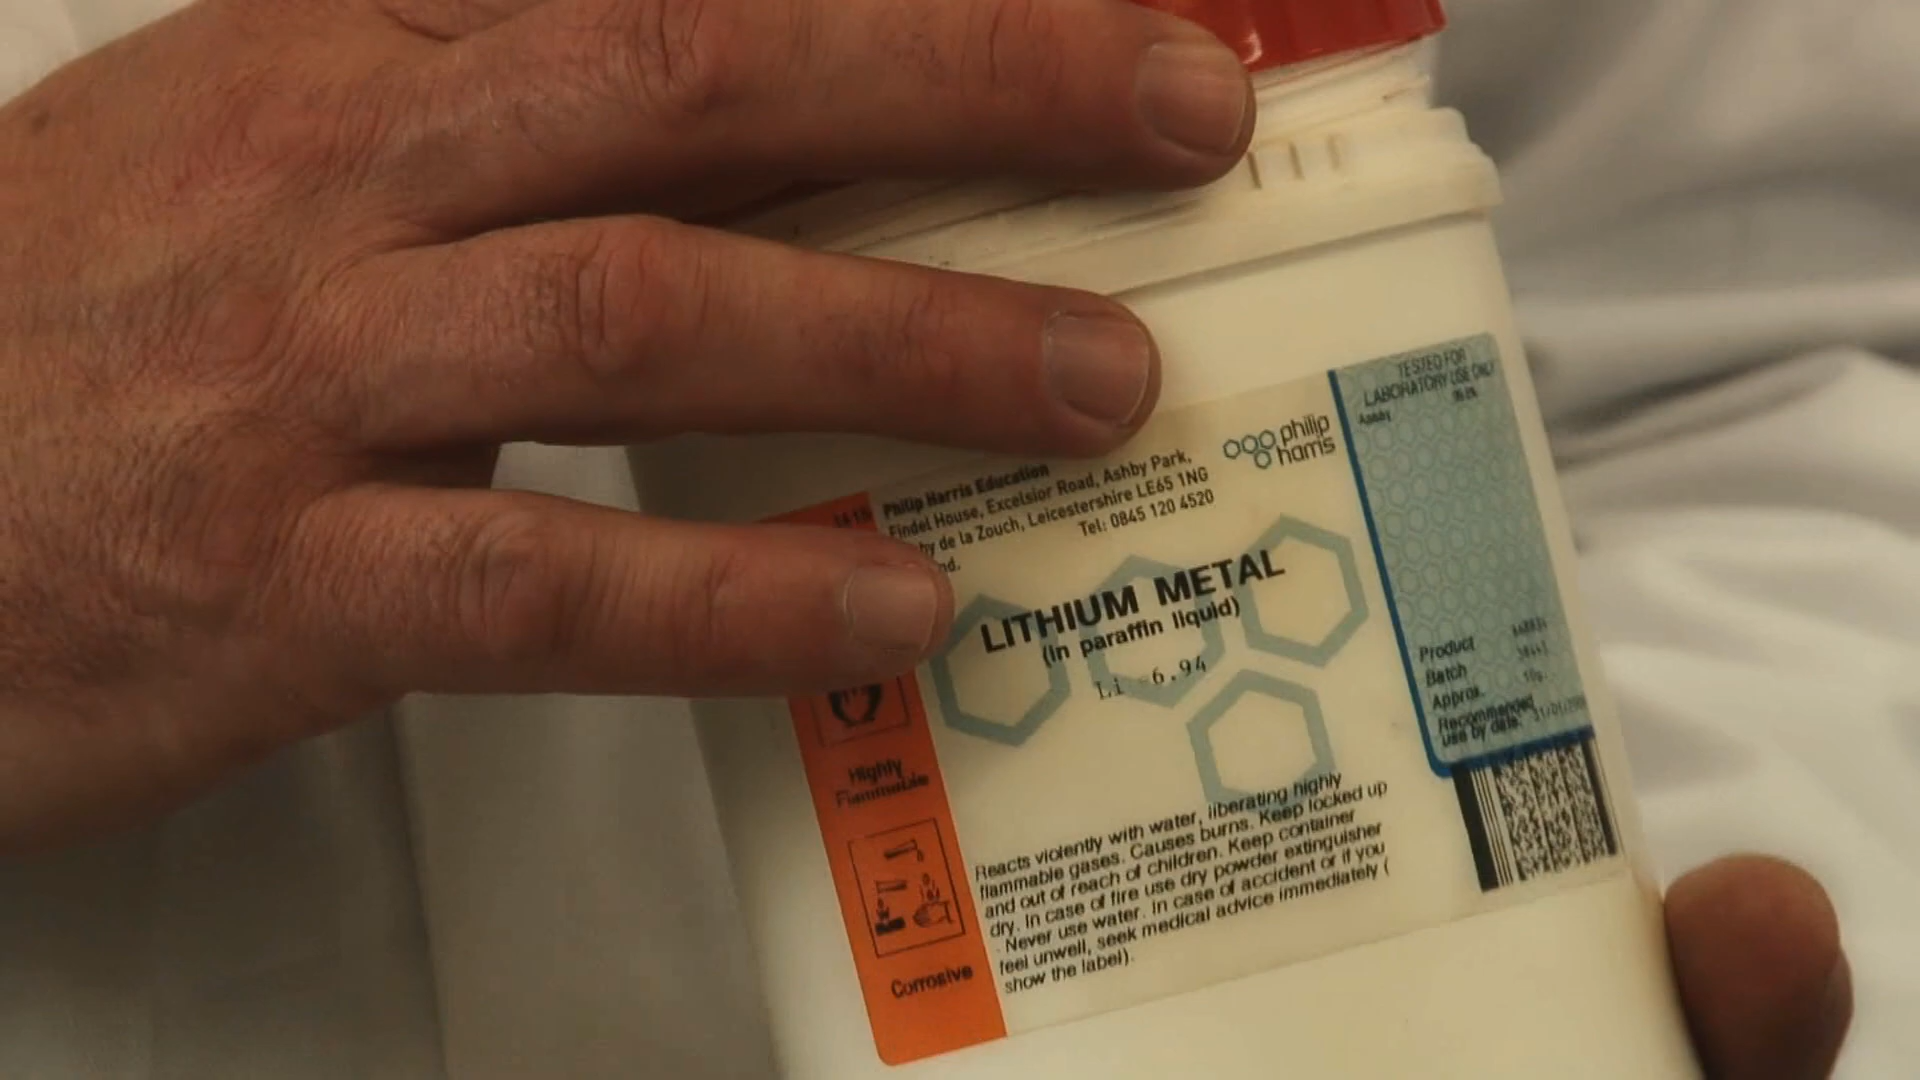 TESTED FOR
LABORATORY USE ONLY
Assay
philip
harris
Philip Harris Education
Findel House, Excelsior Road, Ashby Park,
by de la Zouch, Leicestershire LE65 1NG
nd.
Tel: 0845 120 4520
LITHIUM METAL
(in paraffin liquid)
Li 6.94
Product
Batch
Approx.
Recommended
use by date:
Highly
Flammable
Corrosive
Reacts violently with water, liberating highly
flammable gases. Causes burns. Keep locked up
and out of reach of children. Keep container
dry. In case of fire use dry powder extinguisher
. Never use water. In case of accident or if you
feel unwell, seek medical advice immediately (
show the label).